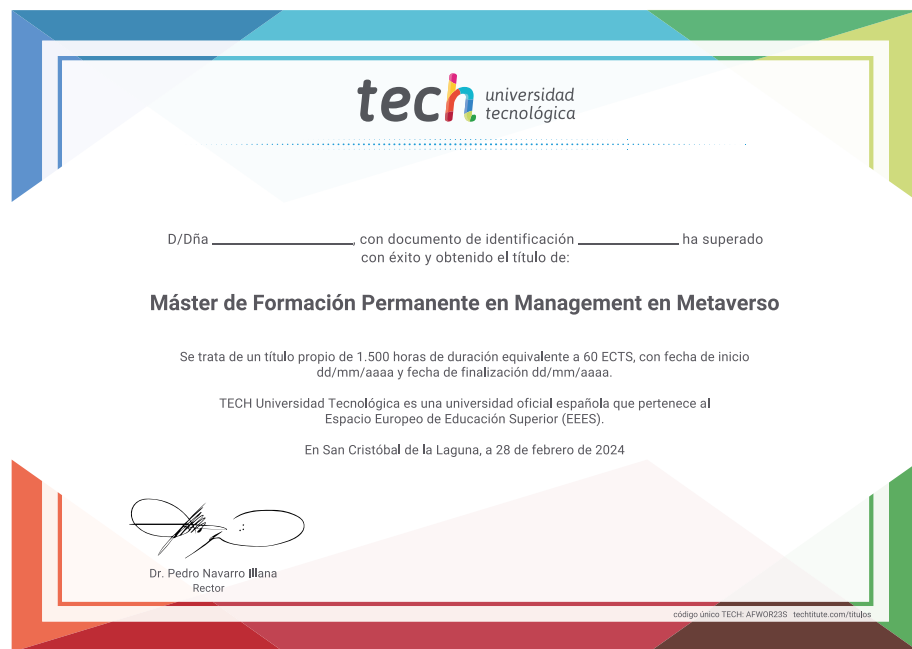 tech universidad
tecnológica
D/Dña ________________, con documento de identificación ____________ ha superado
con éxito y obtenido el título de:
Máster de Formación Permanente en Management en Metaverso
Se trata de un título propio de 1.500 horas de duración equivalente a 60 ECTS, con fecha de inicio
dd/mm/aaaa y fecha de finalización dd/mm/aaaa.
TECH Universidad Tecnológica es una universidad oficial española que pertenece al
Espacio Europeo de Educación Superior (EEES).
En San Cristóbal de la Laguna, a 28 de febrero de 2024
Dr. Pedro Navarro Illana
Rector
código único TECH: AFWOR23S techtitute.com/titulos